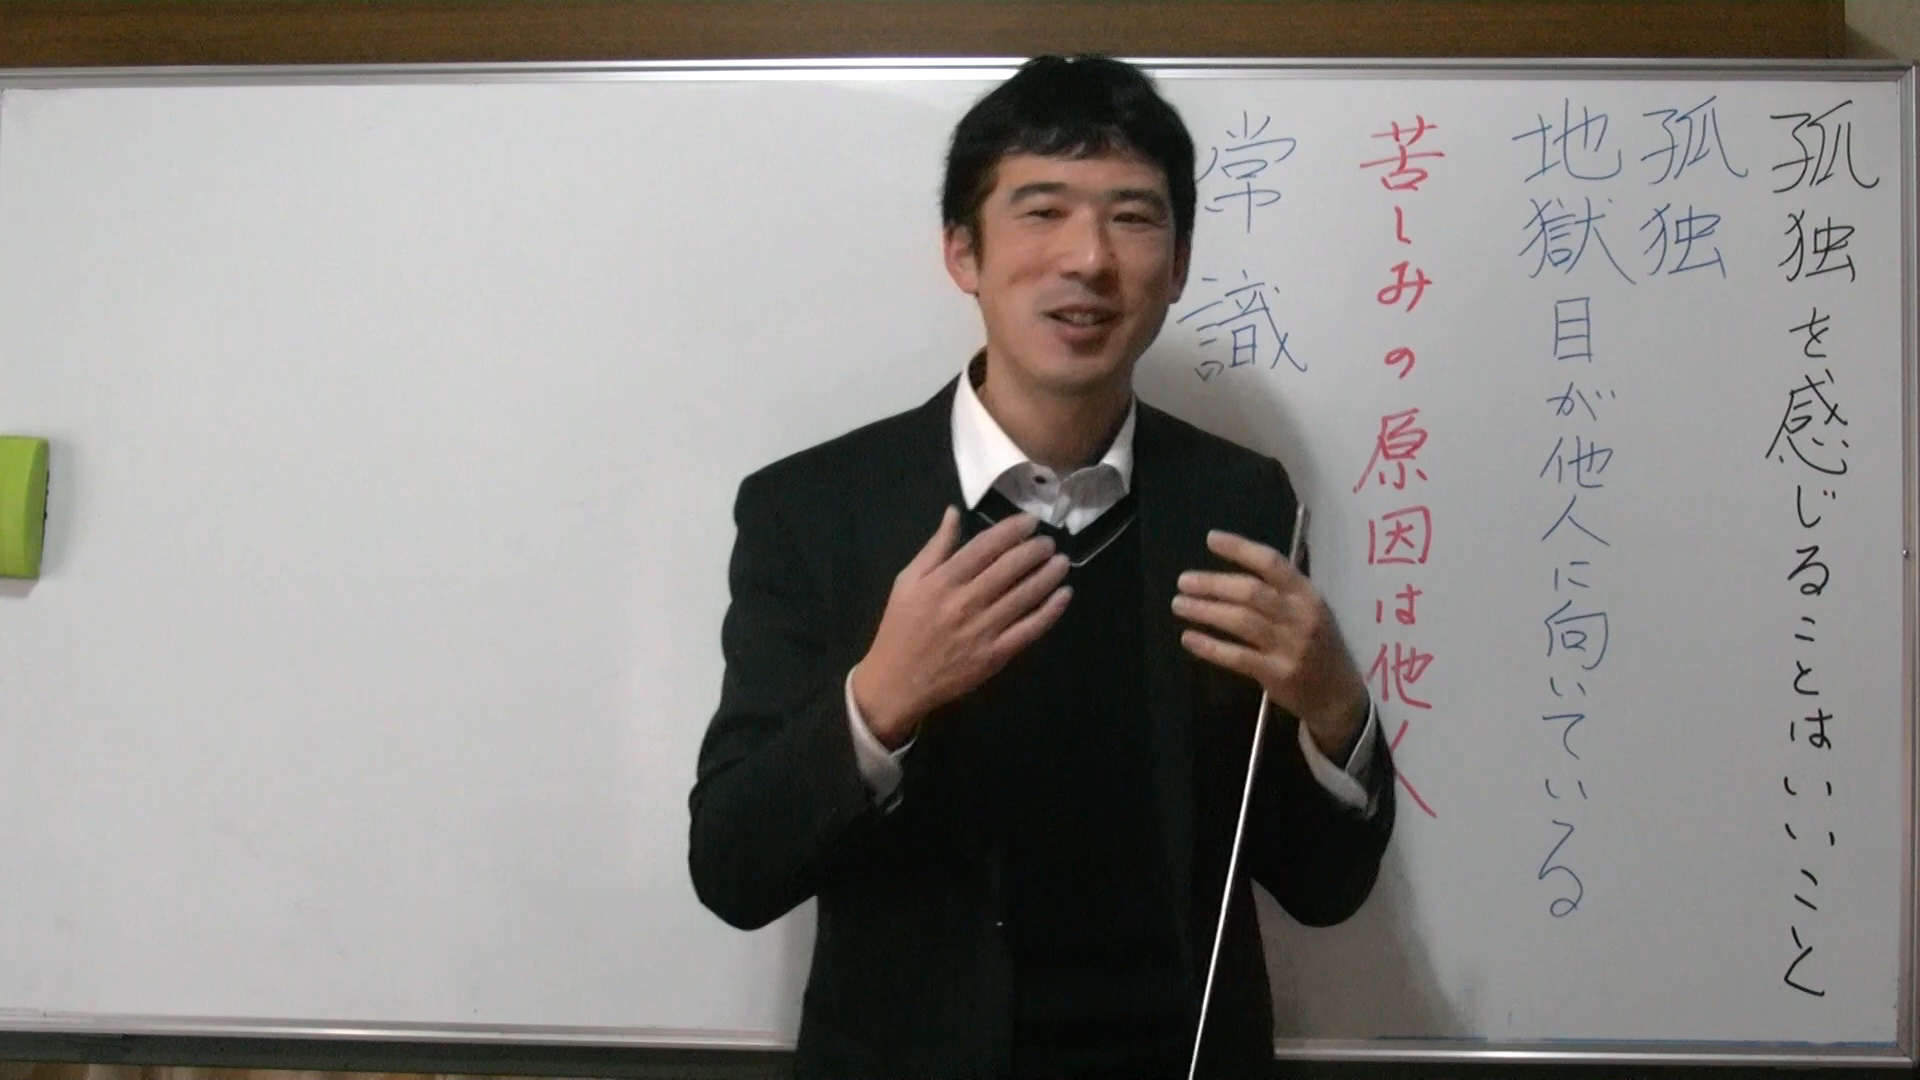 孤独を感じることはいいこと
孤独
地獄目が他人に向いている
苦しみの原因は他人
常識